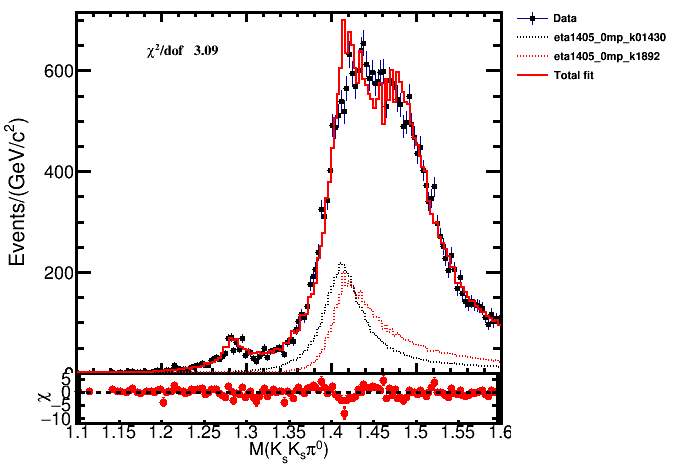 χ²/dof 3.09
Data
eta1405_0mp_k01430
eta1405_0mp_k1892
Total fit
Events/(GeV/c²)
600
400
200
0
χ
5
0
−5
−10
1.1 1.15 1.2 1.25 1.3 1.35 1.4 1.45 1.5 1.55 1.6
M(KₛKₛπ⁰)